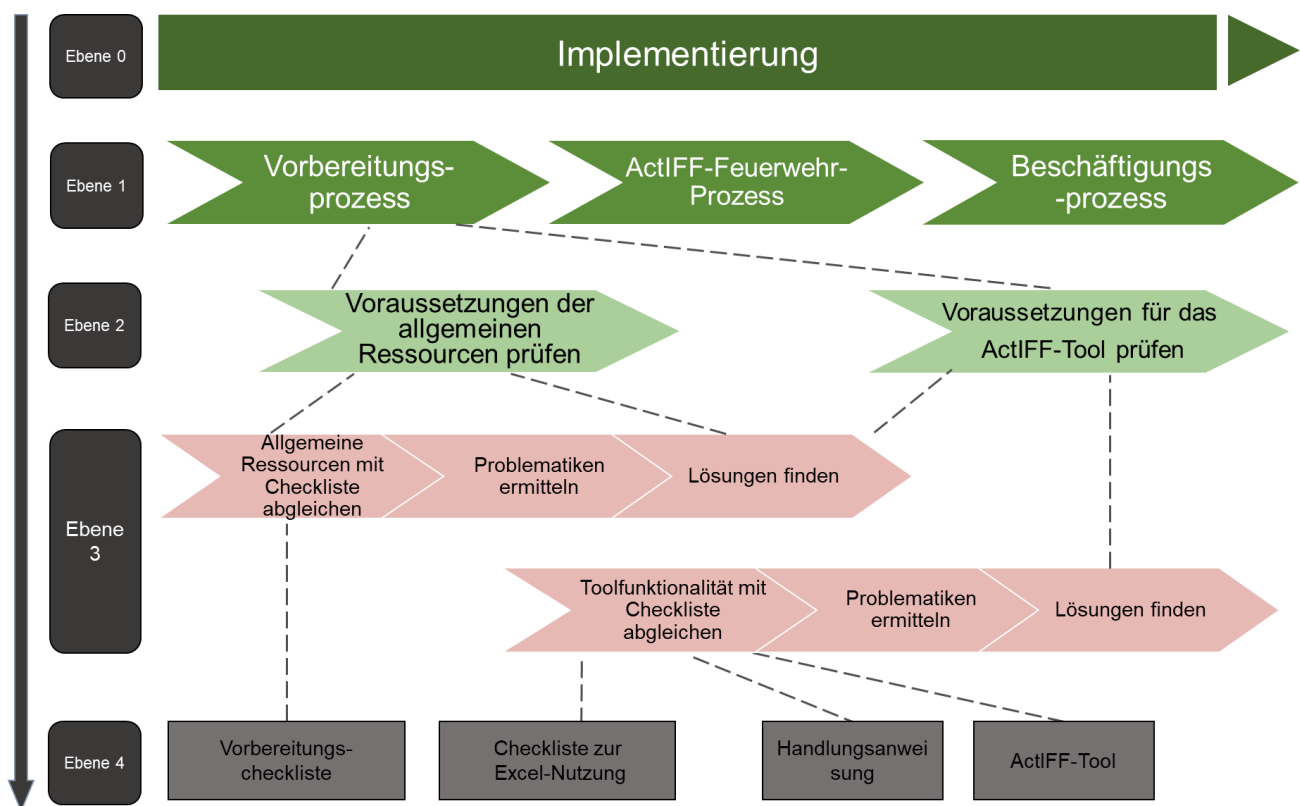 Ebene 0
Implementierung
Ebene 1
Vorbereitungs-
prozess
ActIFF-Feuerwehr-
Prozess
Beschäftigungs
-prozess
Ebene 2
Voraussetzungen der
allgemeinen
Ressourcen prüfen
Voraussetzungen für das
ActIFF-Tool prüfen
Ebene
3
Allgemeine
Ressourcen mit
Checkliste
abgleichen
Problematiken
ermitteln
Lösungen finden
Toolfunktionalität mit
Checkliste
abgleichen
Problematiken
ermitteln
Lösungen finden
Ebene 4
Vorbereitungs-
checkliste
Checkliste zur
Excel-Nutzung
Handlungsanwei
sung
ActIFF-Tool